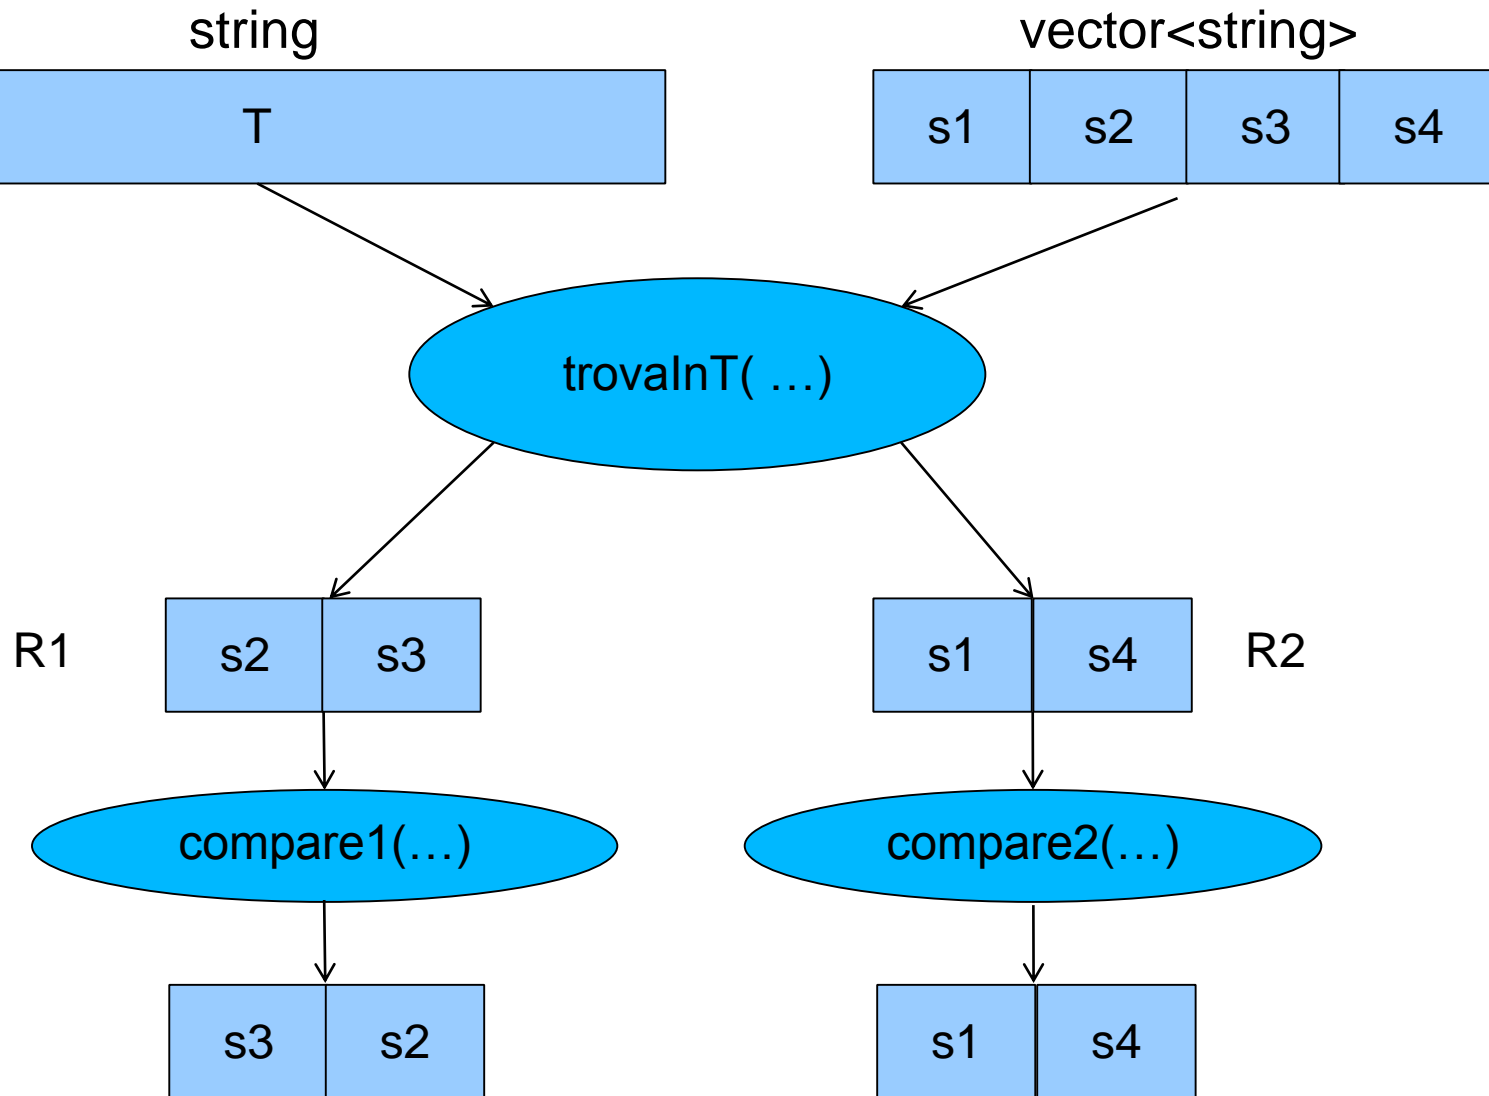 string
vector<string>
T
s1 s2 s3 s4
trovaInT( …)
R1 s2 s3
s1 s4 R2
compare1(…)
compare2(…)
s3 s2
s1 s4